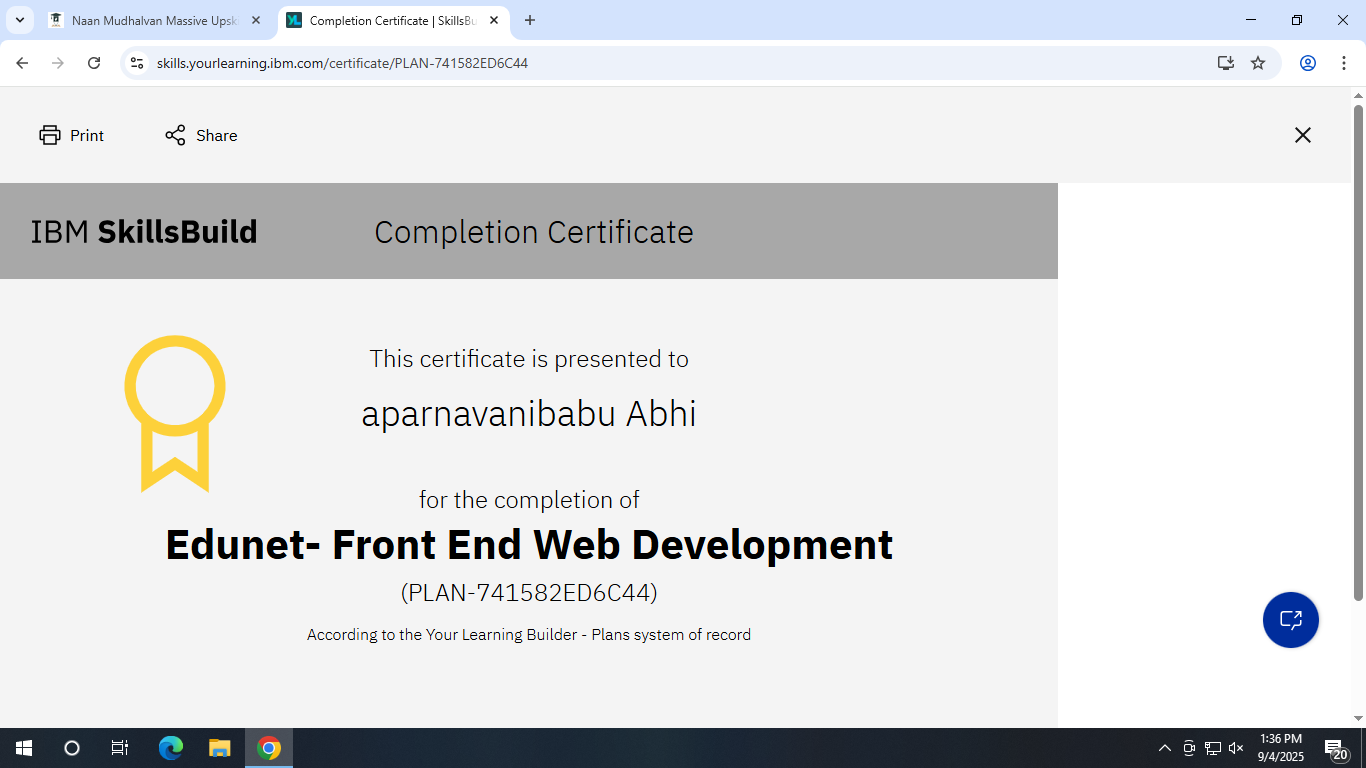 Naan Mudhalvan Massive Upsk
Completion Certificate | SkillsBu
skills.yourlearning.ibm.com/certificate/PLAN-741582ED6C44
Print
Share
IBM SkillsBuild
Completion Certificate
This certificate is presented to
aparnavanibabu Abhi
for the completion of
Edunet- Front End Web Development
(PLAN-741582ED6C44)
According to the Your Learning Builder - Plans system of record
1:36 PM
9/4/2025
20